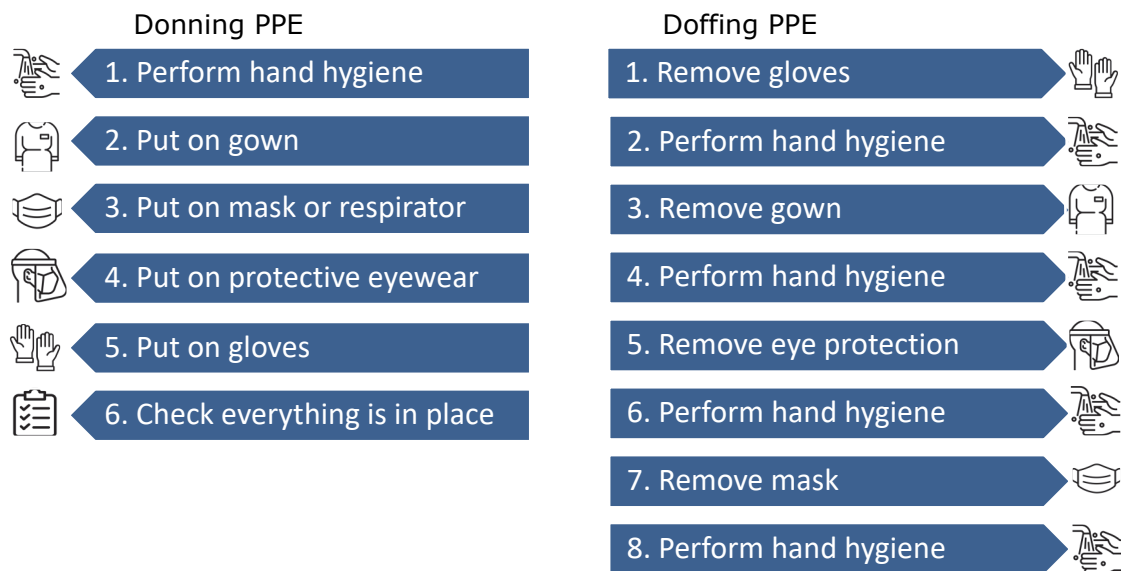 Donning PPE
1. Perform hand hygiene
2. Put on gown
3. Put on mask or respirator
4. Put on protective eyewear
5. Put on gloves
6. Check everything is in place
Doffing PPE
1. Remove gloves
2. Perform hand hygiene
3. Remove gown
4. Perform hand hygiene
5. Remove eye protection
6. Perform hand hygiene
7. Remove mask
8. Perform hand hygiene